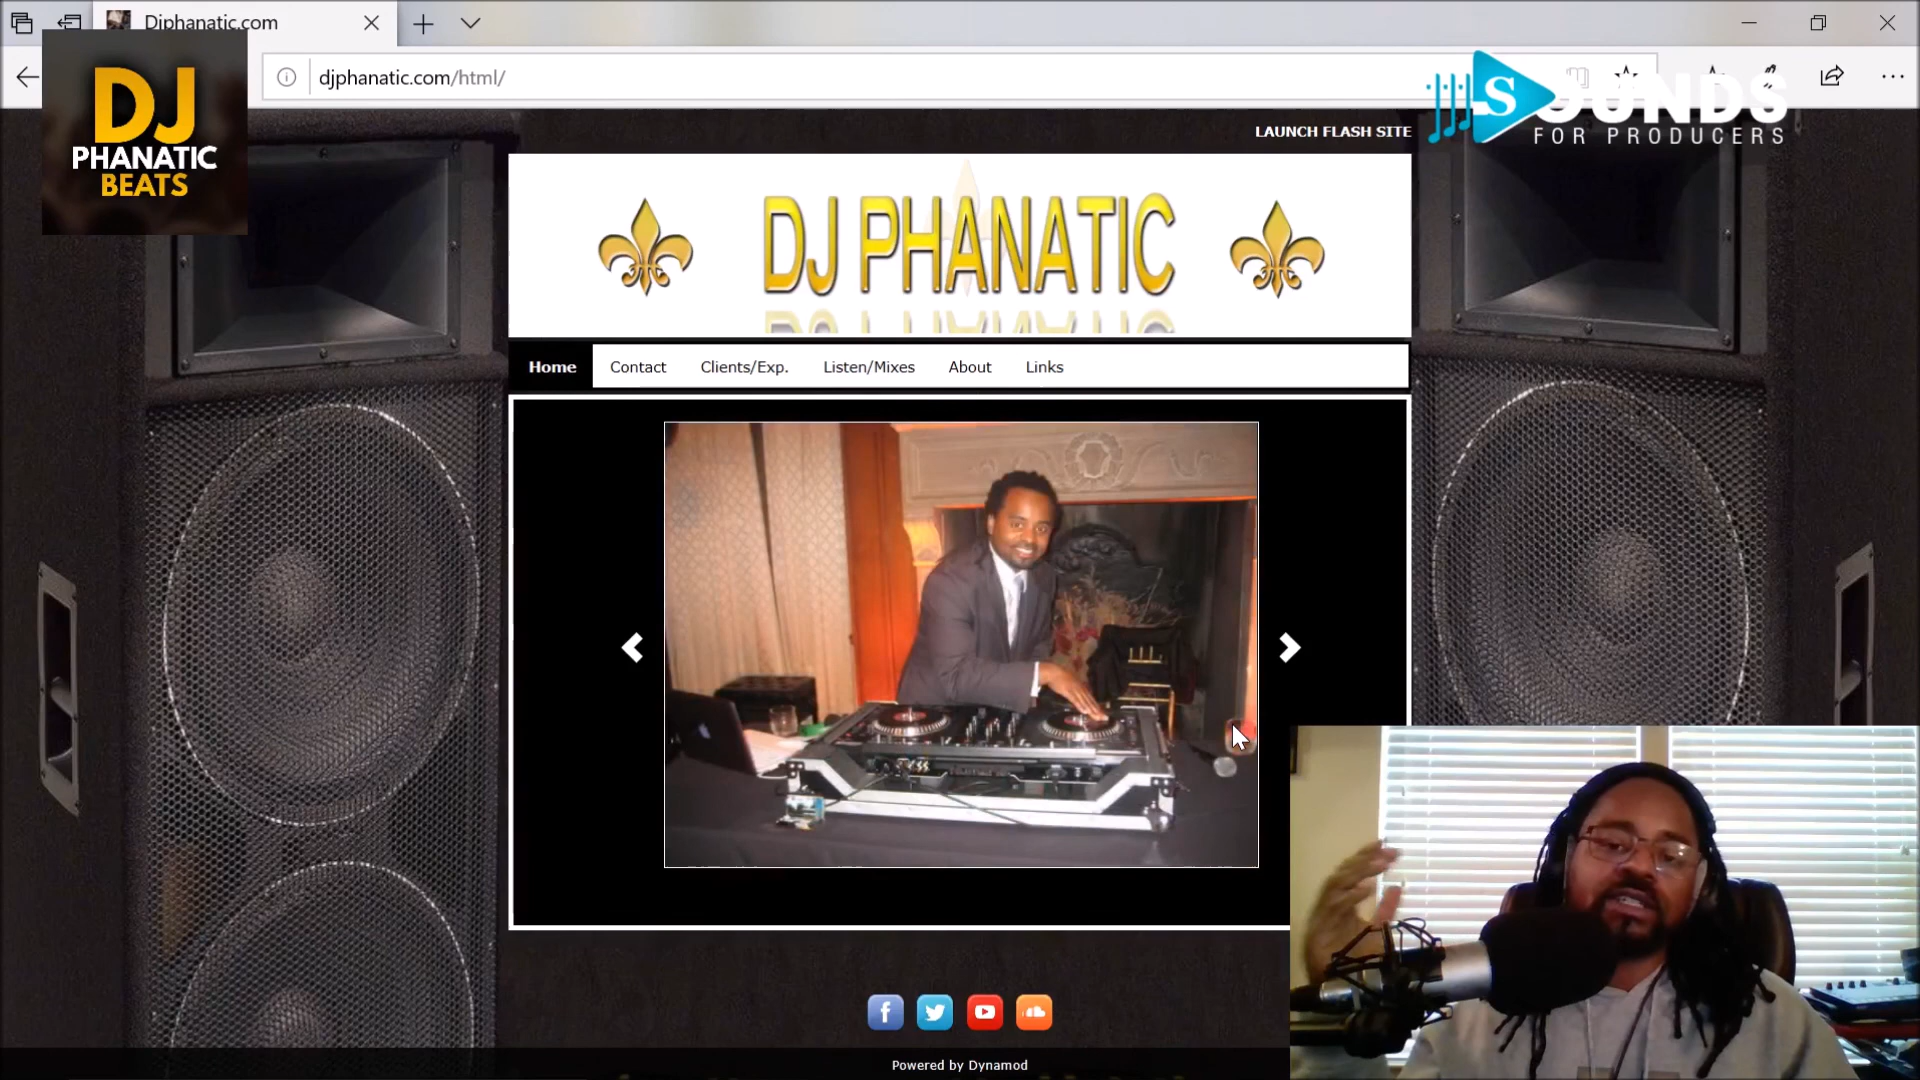 Djphanatic.com
djphanatic.com/html/
DJ
PHANATIC
BEATS
SOUNDS
FOR PRODUCERS
LAUNCH FLASH SITE
DJ PHANATIC
Home Contact Clients/Exp. Listen/Mixes About Links
Powered by Dynamod